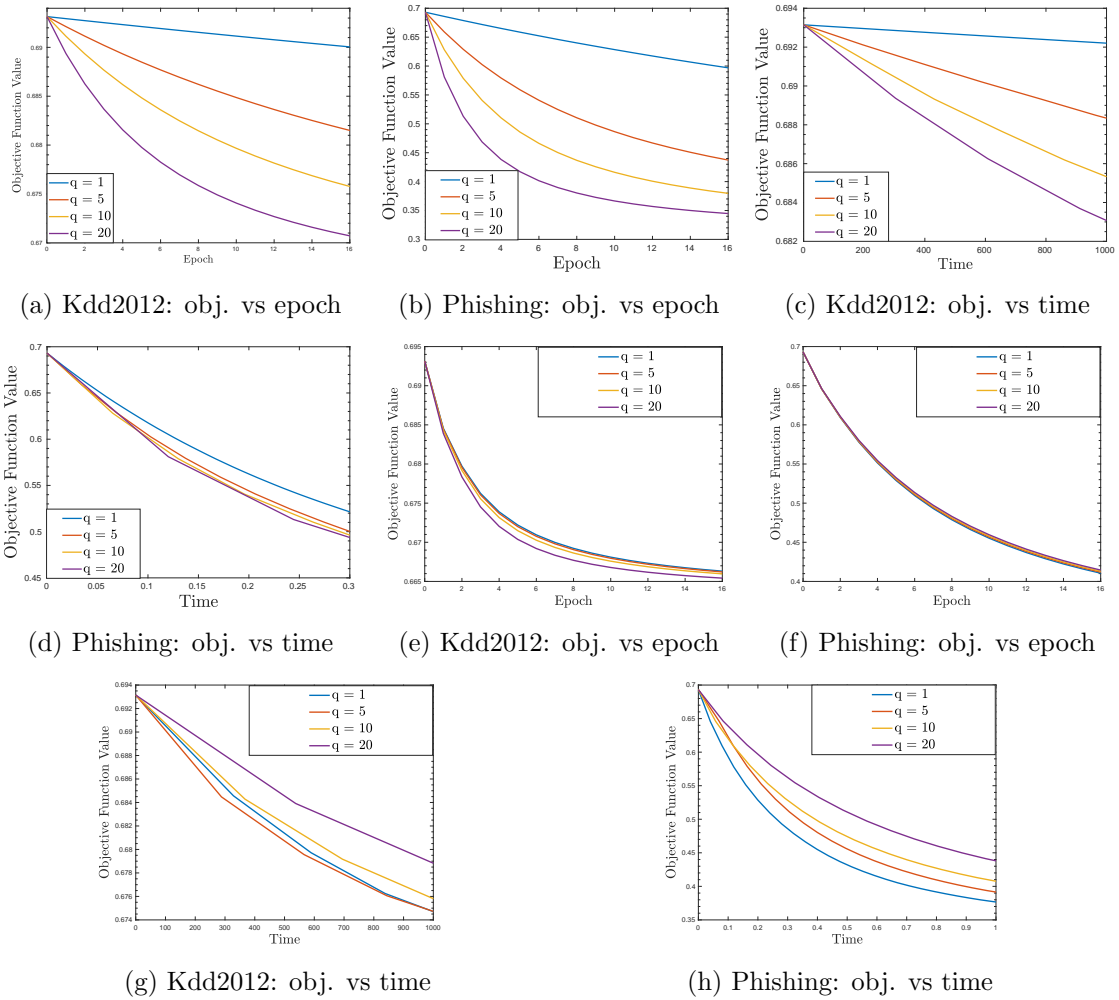 Objective Function Value
0.69
0.685
0.68
0.675
0.67
q = 1
q = 5
q = 10
q = 20
0 2 4 6 8 10 12 14 16
Epoch
(a) Kdd2012: obj. vs epoch
Objective Function Value
0.7
0.65
0.6
0.55
0.5
0.45
0.4
0.35
0.3
q = 1
q = 5
q = 10
q = 20
0 2 4 6 8 10 12 14 16
Epoch
(b) Phishing: obj. vs epoch
Objective Function Value
0.694
0.692
0.69
0.688
0.686
0.684
0.682
q = 1
q = 5
q = 10
q = 20
0 200 400 600 800 1000
Time
(c) Kdd2012: obj. vs time
Objective Function Value
0.7
0.65
0.6
0.55
0.5
0.45
q = 1
q = 5
q = 10
q = 20
0 0.05 0.1 0.15 0.2 0.25 0.3
Time
(d) Phishing: obj. vs time
Objective Function Value
0.695
0.69
0.685
0.68
0.675
0.67
0.665
q = 1
q = 5
q = 10
q = 20
0 2 4 6 8 10 12 14 16
Epoch
(e) Kdd2012: obj. vs epoch
Objective Function Value
0.7
0.65
0.6
0.55
0.5
0.45
0.4
q = 1
q = 5
q = 10
q = 20
0 2 4 6 8 10 12 14 16
Epoch
(f) Phishing: obj. vs epoch
Objective Function Value
0.694
0.692
0.69
0.688
0.686
0.684
0.682
0.68
0.678
0.676
0.674
q = 1
q = 5
q = 10
q = 20
0 100 200 300 400 500 600 700 800 900 1000
Time
(g) Kdd2012: obj. vs time
Objective Function Value
0.7
0.65
0.6
0.55
0.5
0.45
0.4
0.35
q = 1
q = 5
q = 10
q = 20
0 0.1 0.2 0.3 0.4 0.5 0.6 0.7 0.8 0.9 1
Time
(h) Phishing: obj. vs time